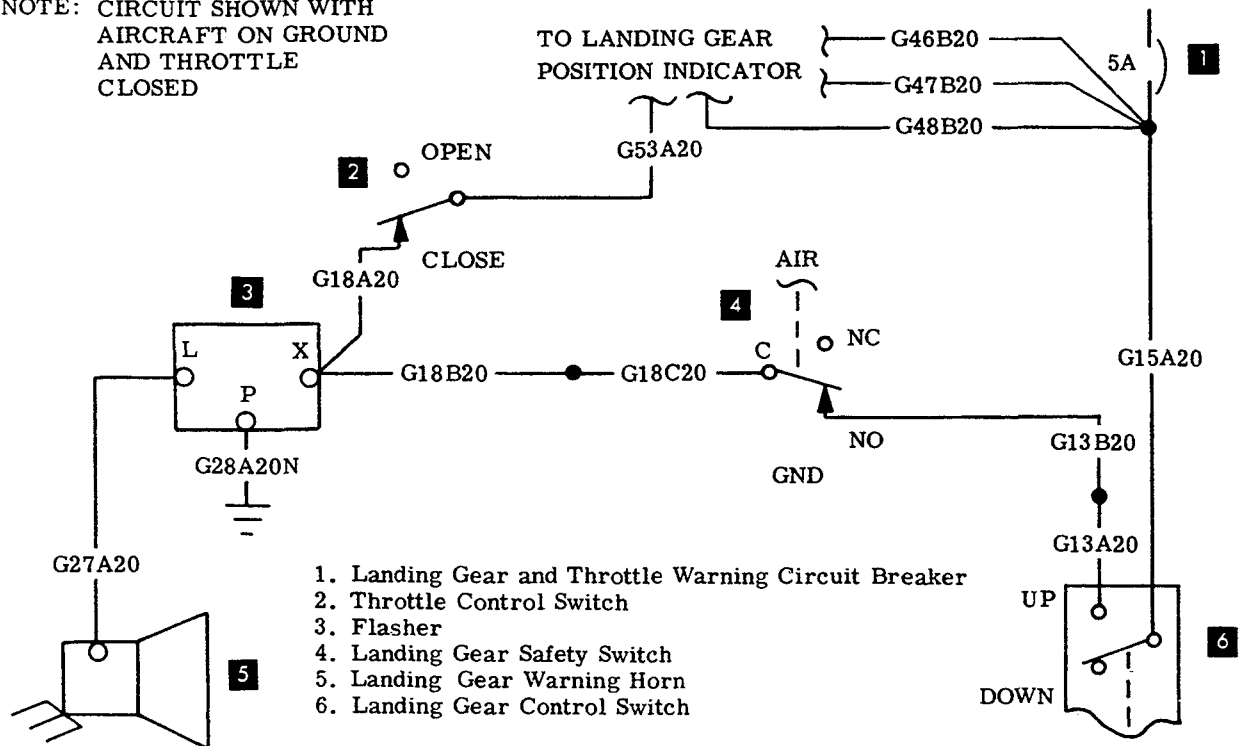 NOTE: CIRCUIT SHOWN WITH
AIRCRAFT ON GROUND
AND THROTTLE
CLOSED
TO LANDING GEAR
POSITION INDICATOR
G46B20
G47B20
G48B20
5A
1
G53A20
2
OPEN
CLOSE
G18A20
3
L
X
P
G18B20
G18C20
4
AIR
C
NC
NO
GND
G15A20
G13B20
G13A20
G28A20N
G27A20
5
UP
DOWN
6
1. Landing Gear and Throttle Warning Circuit Breaker
2. Throttle Control Switch
3. Flasher
4. Landing Gear Safety Switch
5. Landing Gear Warning Horn
6. Landing Gear Control Switch